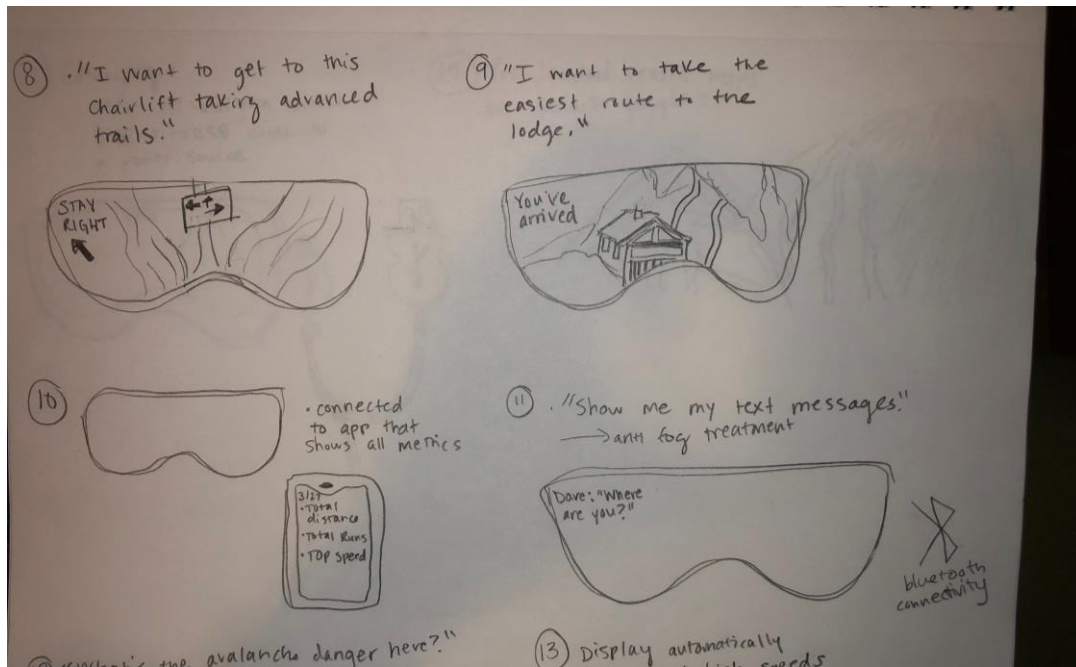 8 . "I want to get to this
chairlift taking advanced
trails."
STAY
RIGHT
9 "I want to take the
easiest route to the
lodge."
You've
arrived
10
• connected
to app that
shows all metrics
3/27
• Total
distance
• Total Runs
• TOP Speed
11 . "Show me my text messages."
anti fog treatment
Dave: "Where
are you?"
bluetooth
connectivity
the avalanche danger here?"
13 Display automatically
speeds